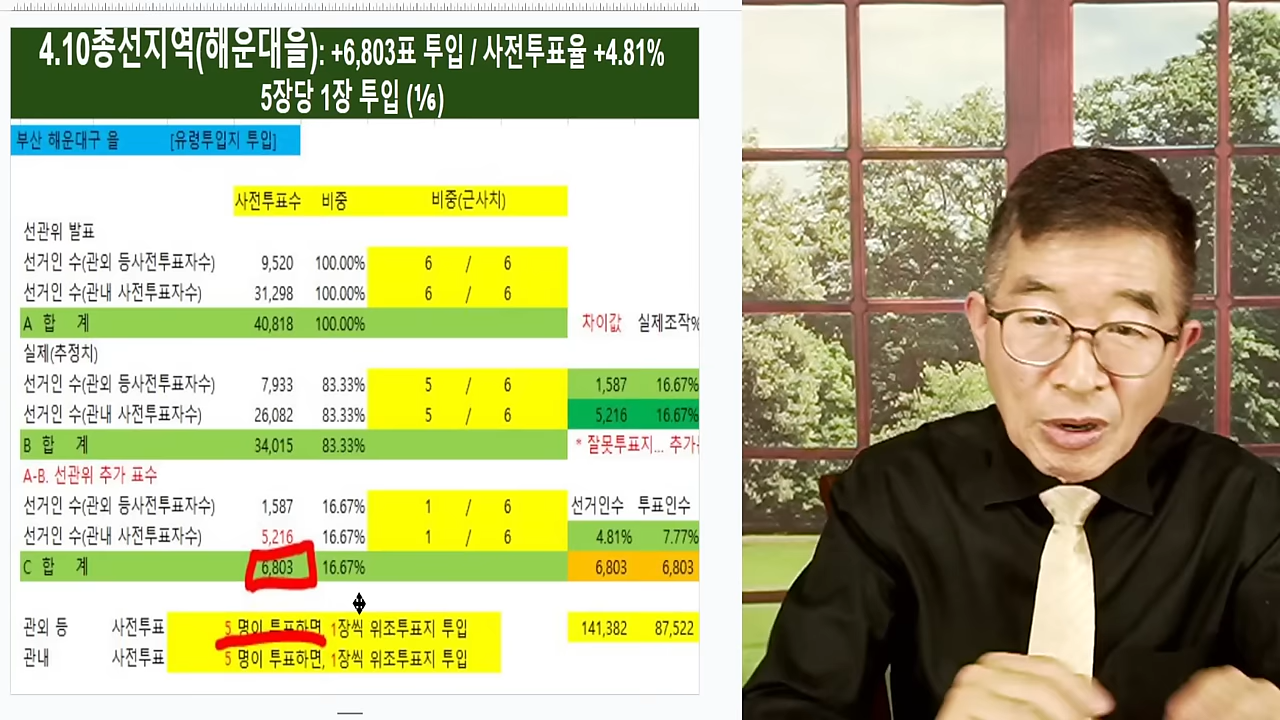 4.10총선지역(해운대을): +6,803표 투입 / 사전투표율 +4.81%
5장당 1장 투입 (⅙)
부산 해운대구 을 [유령투입지 투입]
사전투표수 비중 비중(근사치)
선관위 발표
선거인 수(관외 등사전투표자수) 9,520 100.00% 6 / 6
선거인 수(관내 사전투표자수) 31,298 100.00% 6 / 6
A 합 계 40,818 100.00% 차이값 실제조작%
실제(추정치)
선거인 수(관외 등사전투표자수) 7,933 83.33% 5 / 6 1,587 16.67%
선거인 수(관내 사전투표자수) 26,082 83.33% 5 / 6 5,216 16.67%
B 합 계 34,015 83.33% * 잘못투표지... 추가
A-B. 선관위 추가 표수
선거인 수(관외 등사전투표자수) 1,587 16.67% 1 / 6 선거인수 투표인수
선거인 수(관내 사전투표자수) 5,216 16.67% 1 / 6 4.81% 7.77%
C 합 계 6,803 16.67% 6,803 6,803
관외 등 사전투표 5 명이 투표하면, 1장씩 위조투표지 투입 141,382 87,522
관내 사전투표 5 명이 투표하면, 1장씩 위조투표지 투입